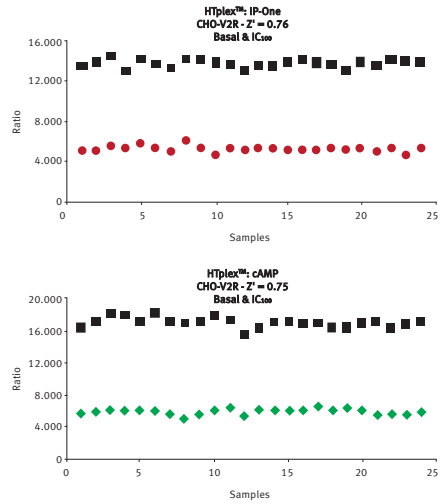 HTplex™: IP-One
CHO-V2R - Z' = 0.76
Basal & IC₁₀₀
16.000
12.000
8.000
4.000
0
Ratio
0 5 10 15 20 25
Samples
HTplex™: cAMP
CHO-V2R - Z' = 0.75
Basal & IC₁₀₀
20.000
16.000
12.000
8.000
4.000
0
Ratio
0 5 10 15 20 25
Samples